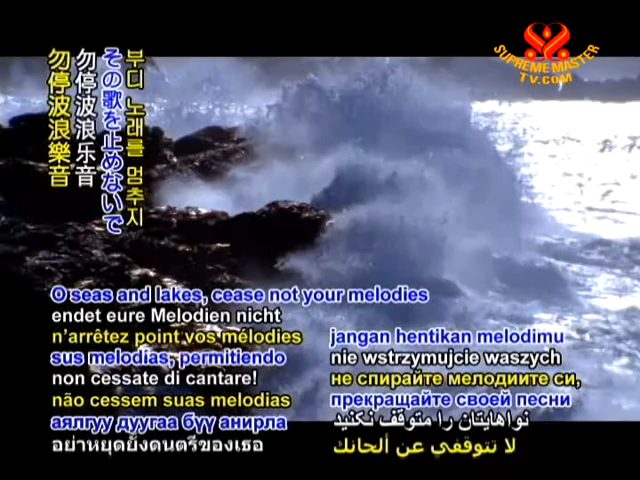 SUPREME MASTER
TV.COM
부디 노래를 멈추지
その歌を止めないで
勿停波浪乐音
勿停波浪樂音
O seas and lakes, cease not your melodies
endet eure Melodien nicht
n'arrêtez point vos mélodies
sus melodías, permitiendo
non cessate di cantare!
não cessem suas melodias
аялгуу дуугаа бүү анирла
อย่าหยุดยั้งดนตรีของเธอ
jangan hentikan melodimu
nie wstrzymujcie waszych
не спирайте мелодиите си,
прекращайте своей песни
نواهایتان را متوقف نکنید
لا تتوقفي عن ألحانك